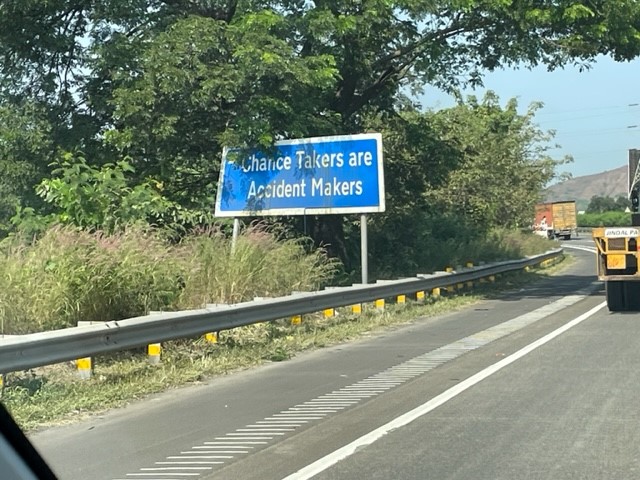 Chance Takers are
Accident Makers